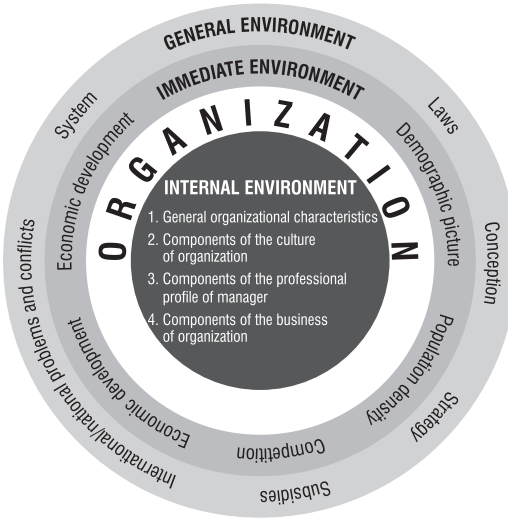 GENERAL ENVIRONMENT
IMMEDIATE ENVIRONMENT
ORGANIZATION
INTERNAL ENVIRONMENT
1. General organizational characteristics
2. Components of the culture
of organization
3. Components of the professional
profile of manager
4. Components of the business
of organization
System
Laws
Conception
Strategy
Subsidies
International/national problems and conflicts
Economic development
Demographic picture
Population density
Competition
Economic development